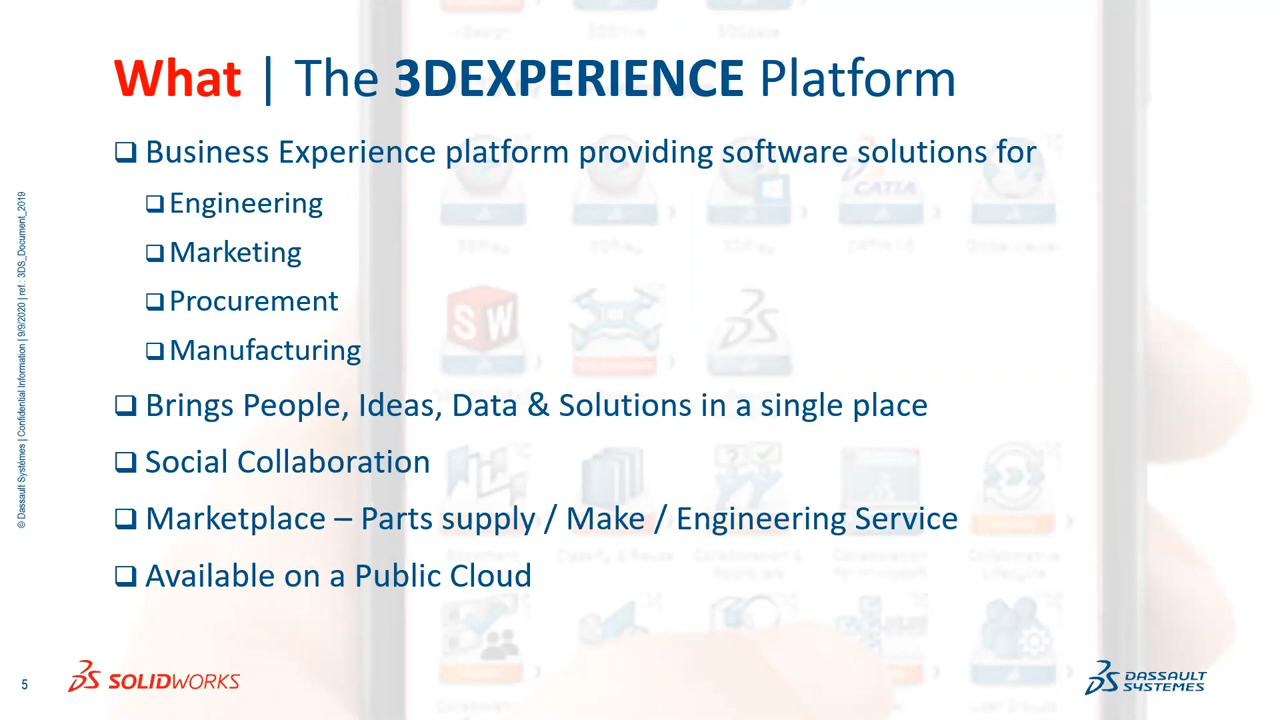 What | The 3DEXPERIENCE Platform
Business Experience platform providing software solutions for
Engineering
Marketing
Procurement
Manufacturing
Brings People, Ideas, Data & Solutions in a single place
Social Collaboration
Marketplace – Parts supply / Make / Engineering Service
Available on a Public Cloud
© Dassault Systèmes | Confidential Information | 9/9/2020 | ref.: 3DS_Document_2019
5
SOLIDWORKS
DASSAULT
SYSTEMES
CATIA
SW